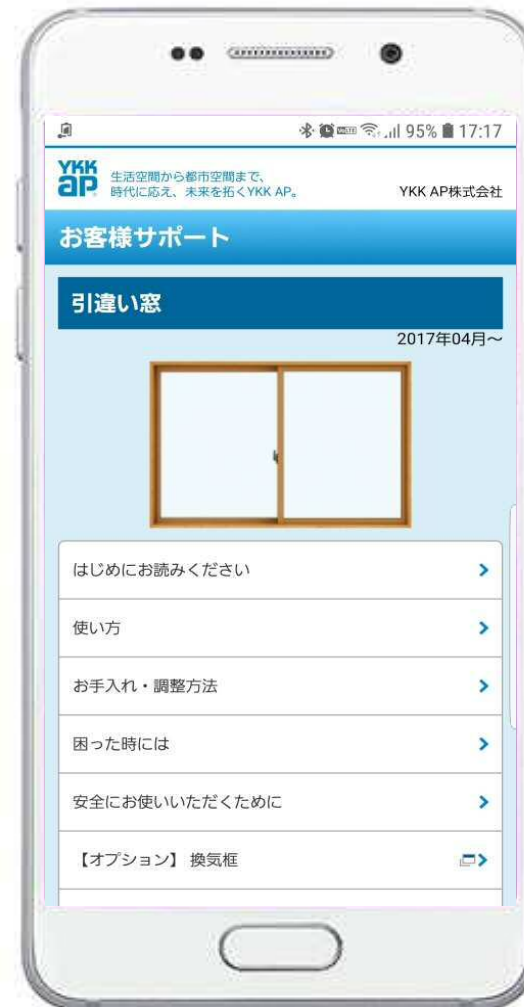 95% 17:17
YKK
ap
生活空間から都市空間まで、
時代に応え、未来を拓くYKK AP。
YKK AP株式会社
お客様サポート
引違い窓
2017年04月〜
はじめにお読みください
使い方
お手入れ・調整方法
困った時には
安全にお使いいただくために
【オプション】 換気框